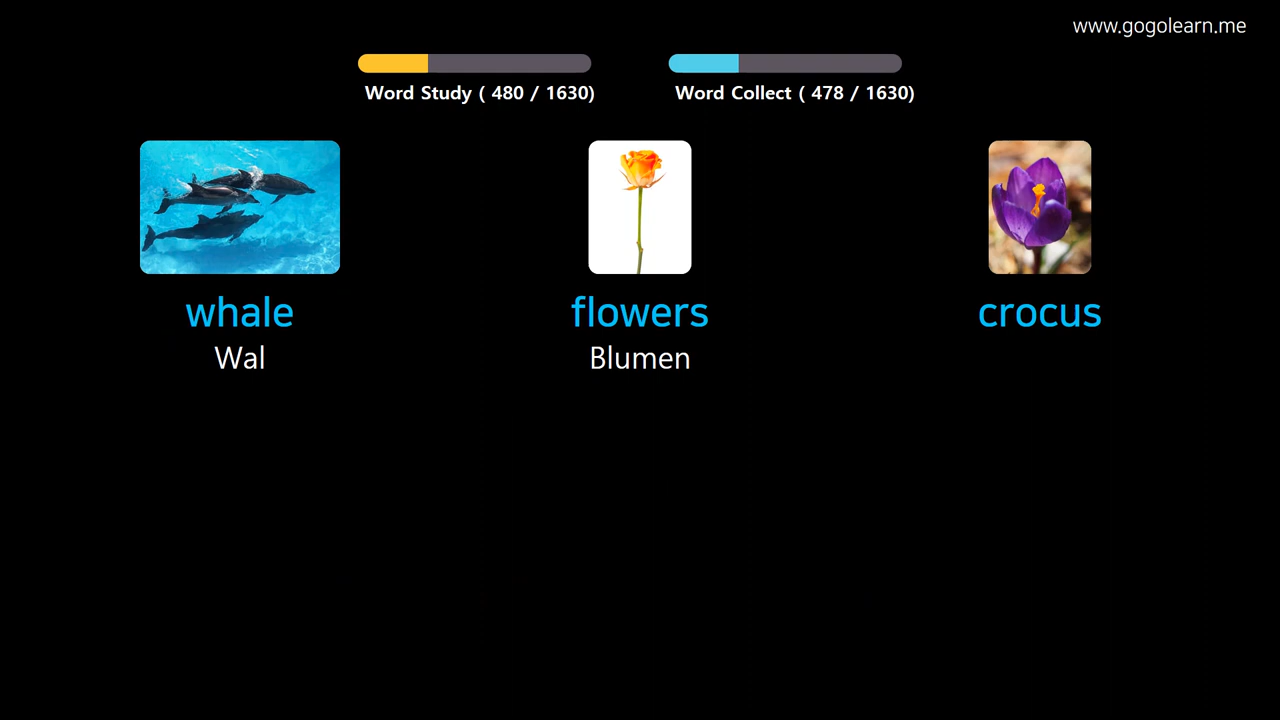 www.gogolearn.me
Word Study ( 480 / 1630)
Word Collect ( 478 / 1630)
whale
Wal
flowers
Blumen
crocus